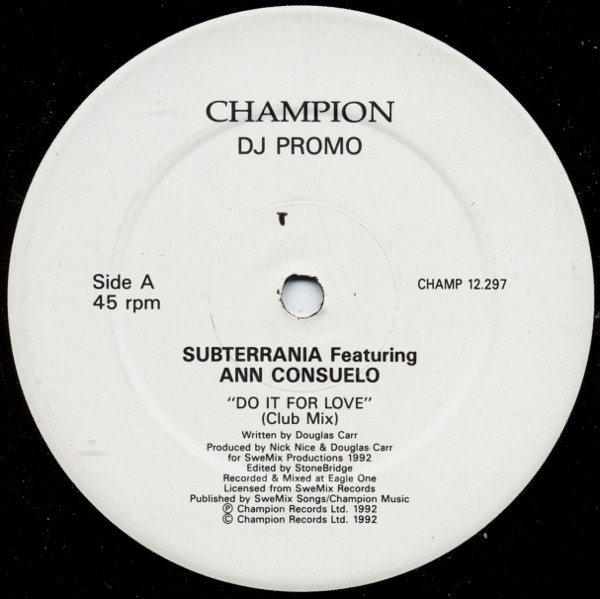 CHAMPION
DJ PROMO
T
Side A
45 rpm
CHAMP 12.297
SUBTERRANIA Featuring
ANN CONSUELO
"DO IT FOR LOVE"
(Club Mix)
Written by Douglas Carr
Produced by Nick Nice & Douglas Carr
for SweMix Productions 1992
Edited by StoneBridge
Recorded & Mixed at Eagle One
Licensed from SweMix Records
Published by SweMix Songs/Champion Music
℗ Champion Records Ltd. 1992
© Champion Records Ltd. 1992